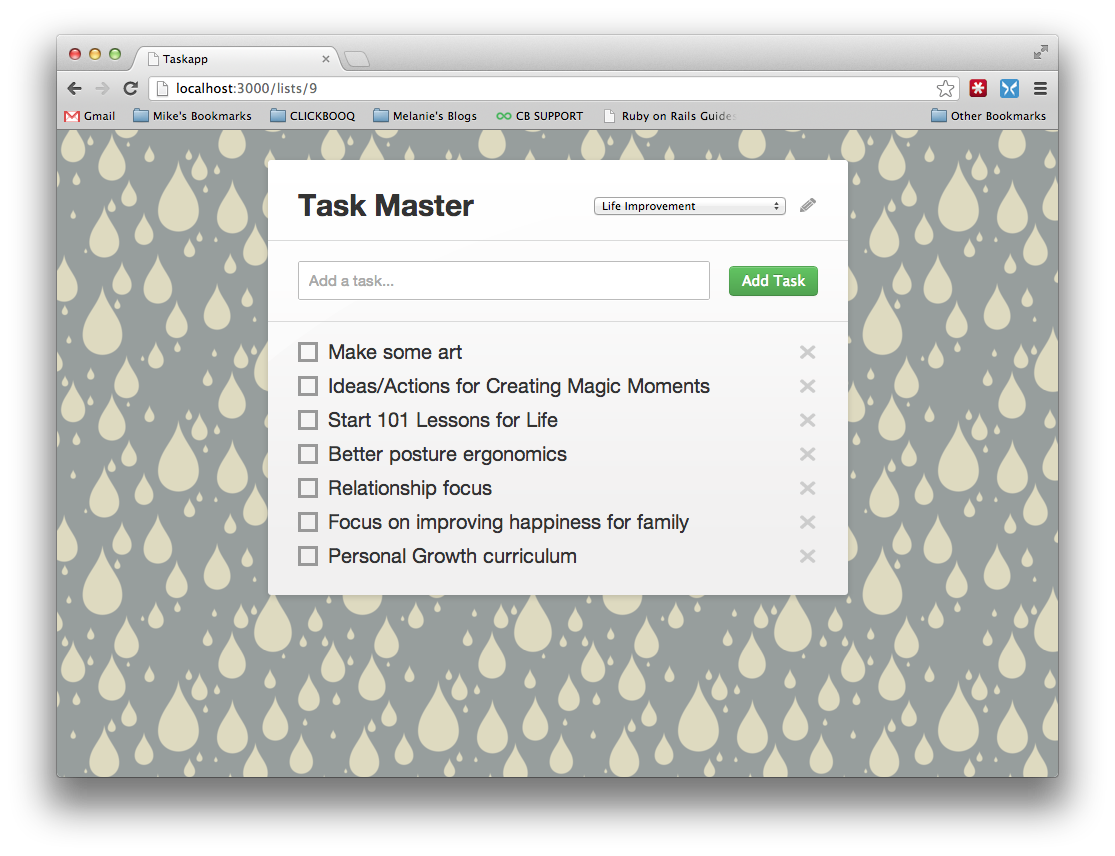 Taskapp
localhost:3000/lists/9
Gmail Mike's Bookmarks CLICKBOOQ Melanie's Blogs CB SUPPORT Ruby on Rails Guides Other Bookmarks
Task Master Life Improvement
Add a task... Add Task
Make some art
Ideas/Actions for Creating Magic Moments
Start 101 Lessons for Life
Better posture ergonomics
Relationship focus
Focus on improving happiness for family
Personal Growth curriculum